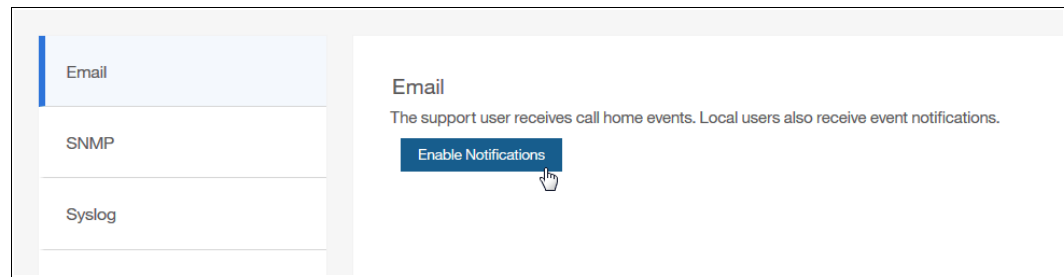 Email
SNMP
Syslog
Email
The support user receives call home events. Local users also receive event notifications.
Enable Notifications